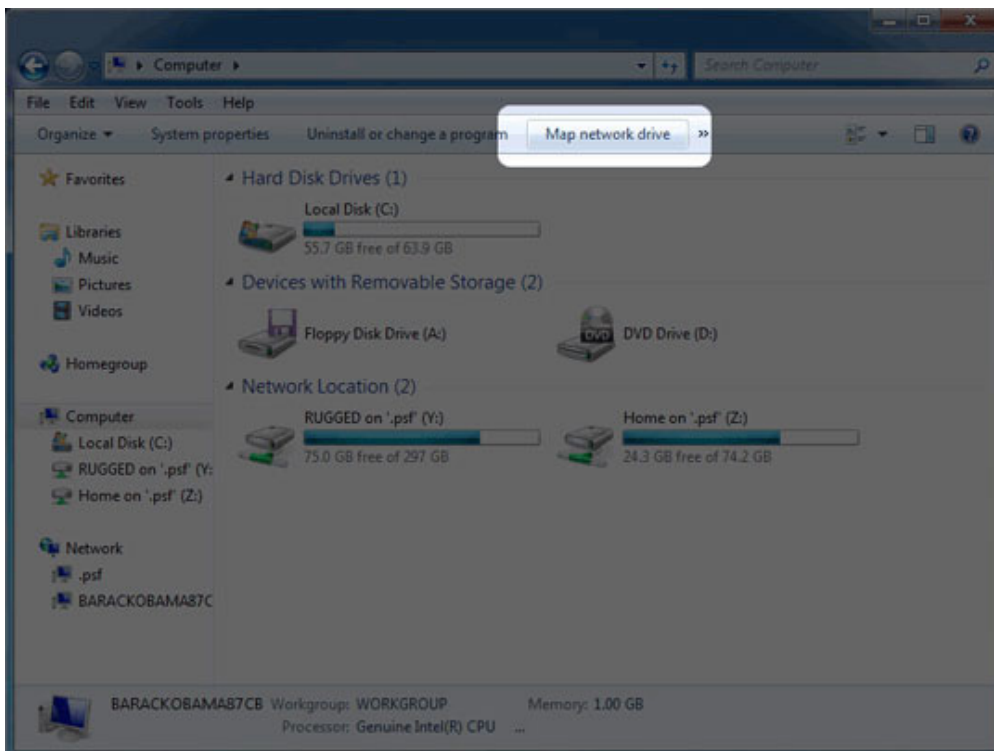 Computer
Search Computer
File Edit View Tools Help
Organize System properties Uninstall or change a program Map network drive »
Favorites
Libraries
Music
Pictures
Videos
Homegroup
Computer
Local Disk (C:)
RUGGED on '.psf' (Y:
Home on '.psf' (Z:)
Network
.psf
BARACKOBAMA87C
Hard Disk Drives (1)
Local Disk (C:)
55.7 GB free of 63.9 GB
Devices with Removable Storage (2)
Floppy Disk Drive (A:)
DVD
DVD Drive (D:)
Network Location (2)
RUGGED on '.psf' (Y:)
75.0 GB free of 297 GB
Home on '.psf' (Z:)
24.3 GB free of 74.2 GB
BARACKOBAMA87CB Workgroup: WORKGROUP Memory: 1.00 GB
Processor: Genuine Intel(R) CPU ...